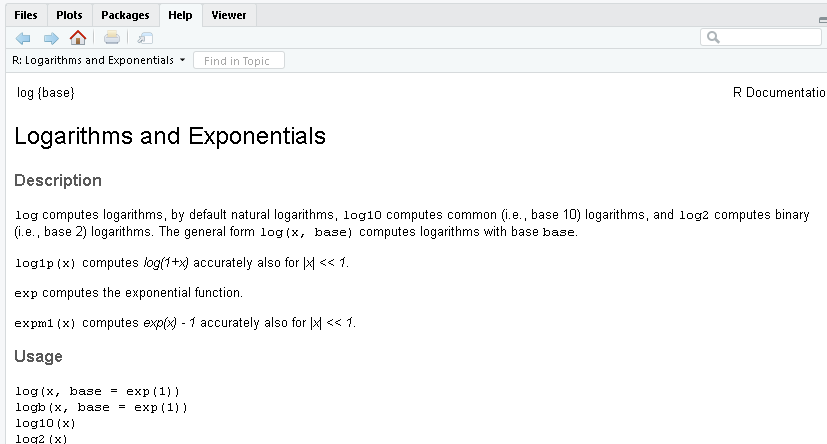 Files Plots Packages Help Viewer
R: Logarithms and Exponentials Find in Topic
log {base} R Documentatio
Logarithms and Exponentials
Description
log computes logarithms, by default natural logarithms, log10 computes common (i.e., base 10) logarithms, and log2 computes binary
(i.e., base 2) logarithms. The general form log(x, base) computes logarithms with base base.
log1p(x) computes log(1+x) accurately also for |x| << 1.
exp computes the exponential function.
expm1(x) computes exp(x) - 1 accurately also for |x| << 1.
Usage
log(x, base = exp(1))
logb(x, base = exp(1))
log10(x)
log2(x)